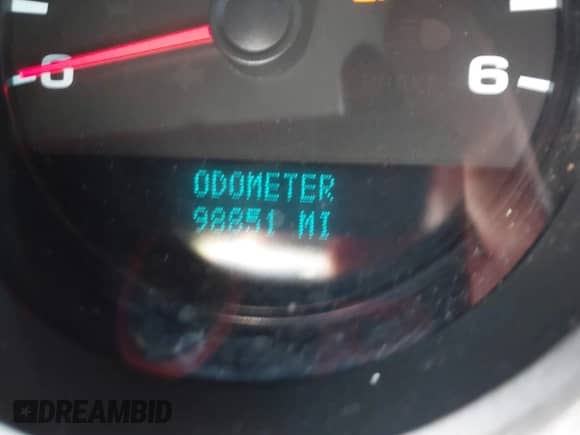 0 6
ODOMETER
98851 MI
DREAMBID